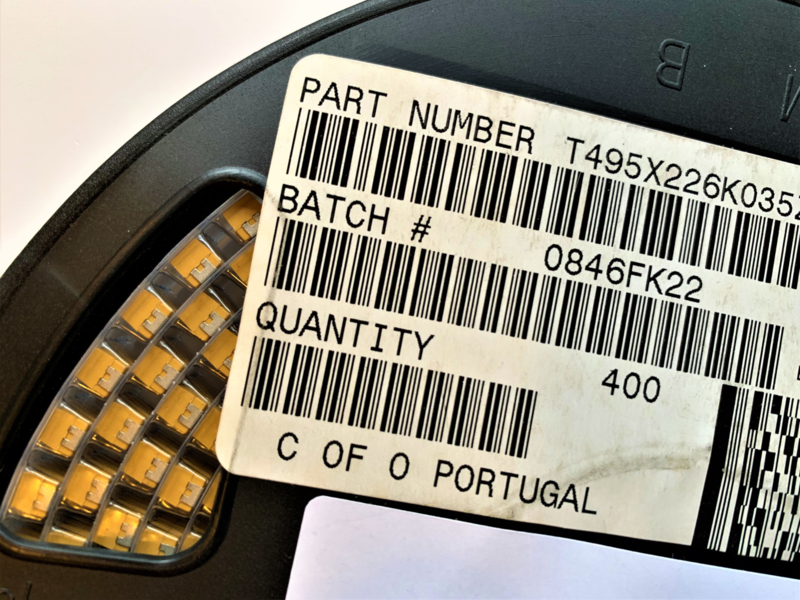 PART NUMBER T495X226K035
BATCH # 0846FK22
QUANTITY 400
C OF O PORTUGAL
B